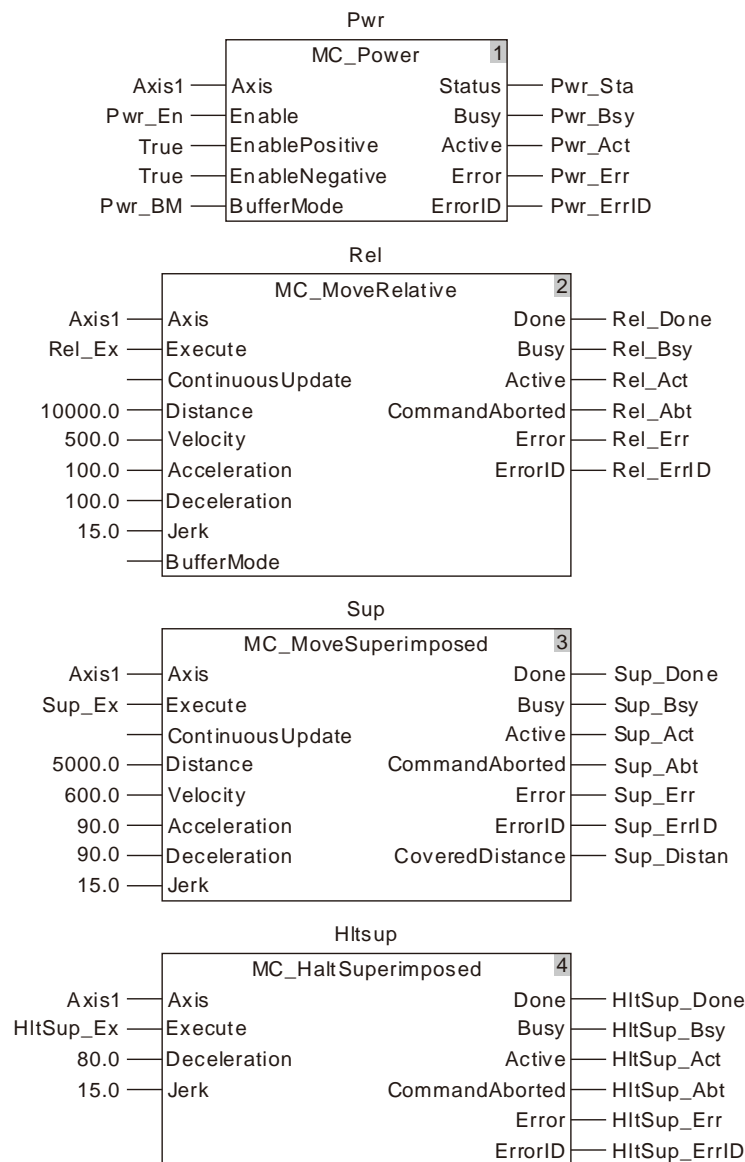 Pwr
MC_Power 1
Axis1 Axis Status Pwr_Sta
Pwr_En Enable Busy Pwr_Bsy
True EnablePositive Active Pwr_Act
True EnableNegative Error Pwr_Err
Pwr_BM BufferMode ErrorID Pwr_ErrID
Rel
MC_MoveRelative 2
Axis1 Axis Done Rel_Done
Rel_Ex Execute Busy Rel_Bsy
ContinuousUpdate Active Rel_Act
10000.0 Distance CommandAborted Rel_Abt
500.0 Velocity Error Rel_Err
100.0 Acceleration ErrorID Rel_ErrID
100.0 Deceleration
15.0 Jerk
BufferMode
Sup
MC_MoveSuperimposed 3
Axis1 Axis Done Sup_Done
Sup_Ex Execute Busy Sup_Bsy
ContinuousUpdate Active Sup_Act
5000.0 Distance CommandAborted Sup_Abt
600.0 Velocity Error Sup_Err
90.0 Acceleration ErrorID Sup_ErrID
90.0 Deceleration CoveredDistance Sup_Distan
15.0 Jerk
Hltsup
MC_HaltSuperimposed 4
Axis1 Axis Done HltSup_Done
HltSup_Ex Execute Busy HltSup_Bsy
80.0 Deceleration Active HltSup_Act
15.0 Jerk CommandAborted HltSup_Abt
Error HltSup_Err
ErrorID HltSup_ErrID